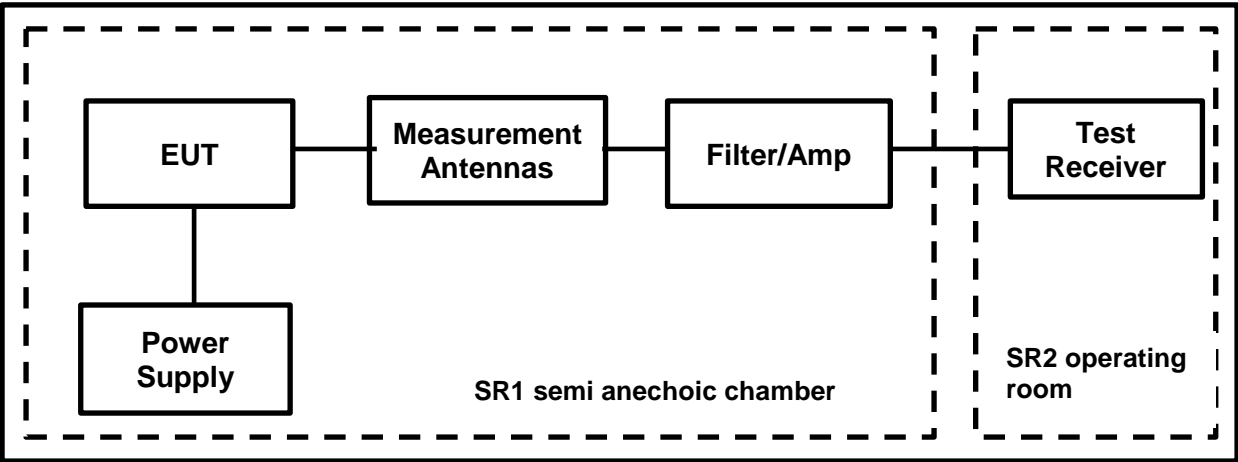 EUT
Measurement
Antennas
Filter/Amp
Test
Receiver
Power
Supply
SR1 semi anechoic chamber
SR2 operating
room